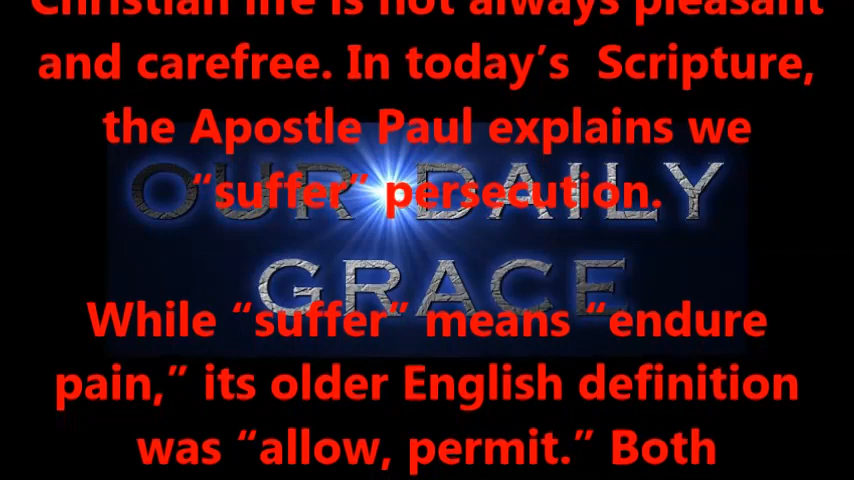 Christian life is not always pleasant
and carefree. In today’s  Scripture,
the Apostle Paul explains we
“suffer” persecution.
OUR DAILY
GRACE
While “suffer” means “endure
pain,” its older English definition
was “allow, permit.” Both